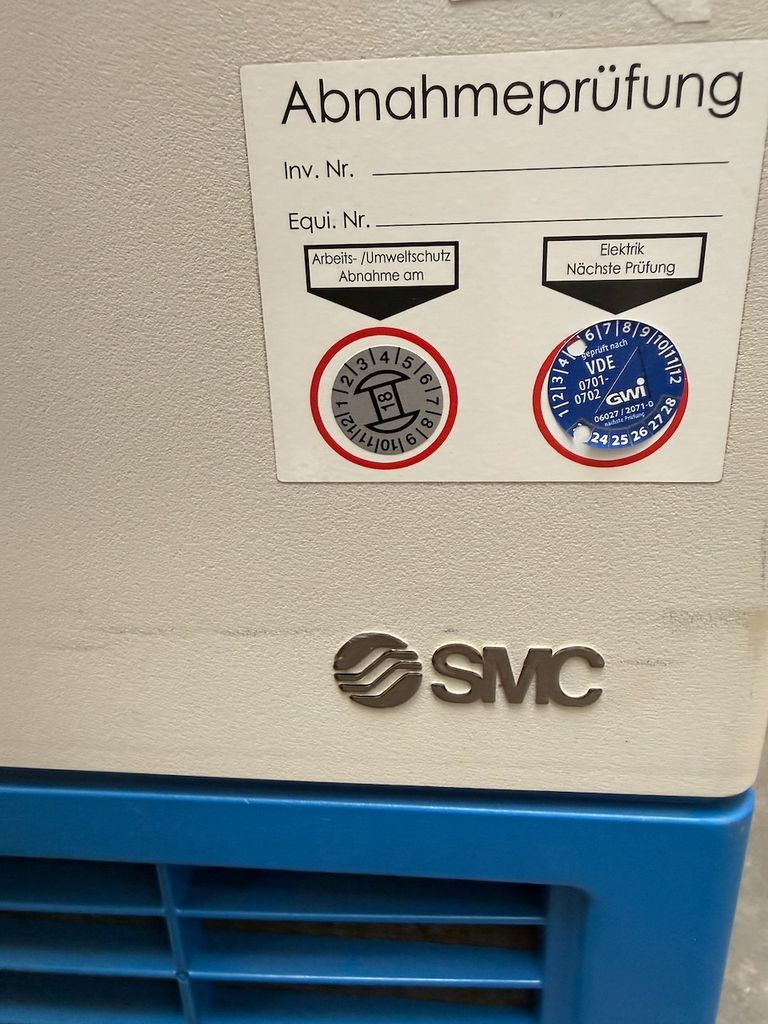 Abnahmeprüfung
Inv. Nr.
Equi. Nr.
Arbeits- /Umweltschutz
Abnahme am
Elektrik
Nächste Prüfung
1 2 3 4 5 6 7 8 9 10 11 12
18
1 2 3 4 6 7 8 9 10 11 12
geprüft nach
VDE
0701-
0702
GWi
06027 / 2071-0
nächste Prüfung
24 25 26 27 28
SMC